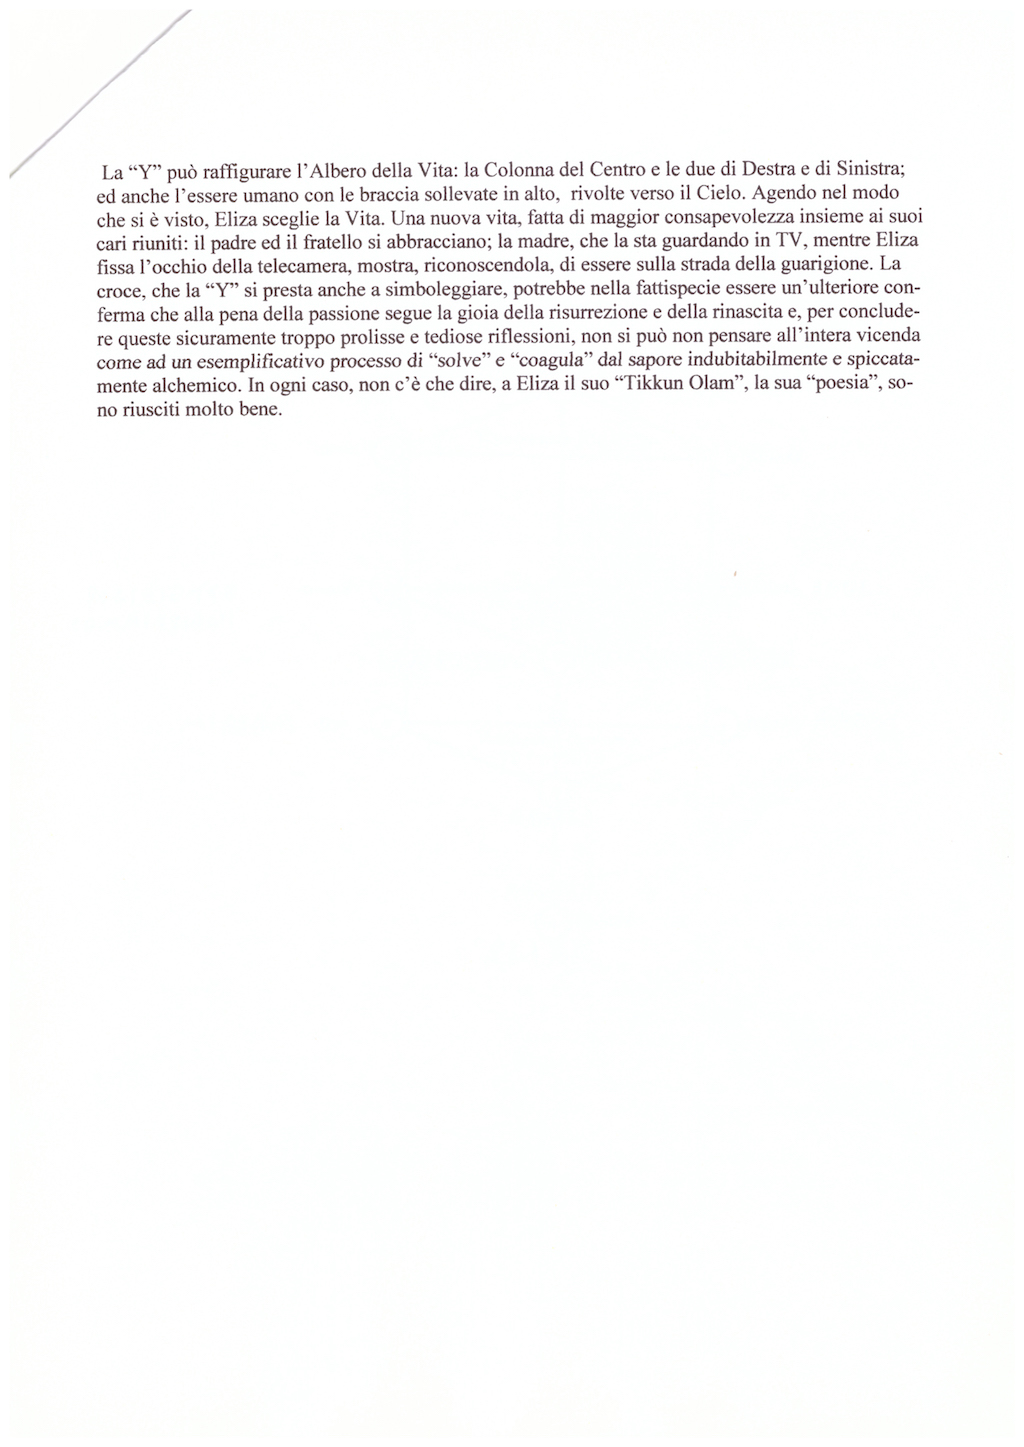 La “Y” può raffigurare l’Albero della Vita: la Colonna del Centro e le due di Destra e di Sinistra;
ed anche l’essere umano con le braccia sollevate in alto,  rivolte verso il Cielo. Agendo nel modo
che si è visto, Eliza sceglie la Vita. Una nuova vita, fatta di maggior consapevolezza insieme ai suoi
cari riuniti: il padre ed il fratello si abbracciano; la madre, che la sta guardando in TV, mentre Eliza
fissa l’occhio della telecamera, mostra, riconoscendola, di essere sulla strada della guarigione. La
croce, che la “Y” si presta anche a simboleggiare, potrebbe nella fattispecie essere un’ulteriore con-
ferma che alla pena della passione segue la gioia della risurrezione e della rinascita e, per conclude-
re queste sicuramente troppo prolisse e tediose riflessioni, non si può non pensare all’intera vicenda
come ad un esemplificativo processo di “solve” e “coagula” dal sapore indubitabilmente e spiccata-
mente alchemico. In ogni caso, non c’è che dire, a Eliza il suo “Tikkun Olam”, la sua “poesia”, so-
no riusciti molto bene.